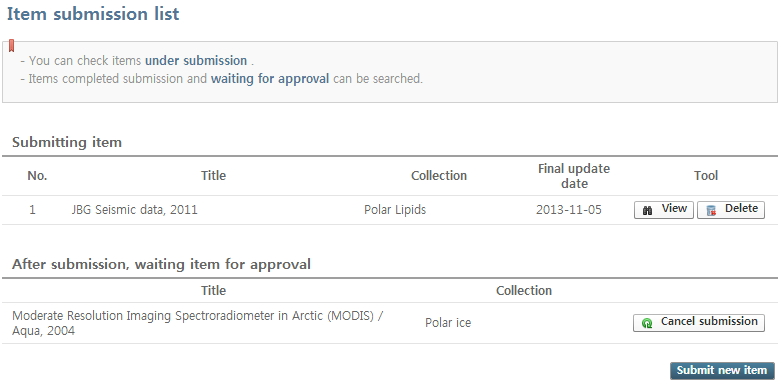 Item submission list
- You can check items under submission .
- Items completed submission and waiting for approval can be searched.
Submitting item
No. Title Collection Final update date Tool
1 JBG Seismic data, 2011 Polar Lipids 2013-11-05 View Delete
After submission, waiting item for approval
Title Collection
Moderate Resolution Imaging Spectroradiometer in Arctic (MODIS) /
Aqua, 2004 Polar ice Cancel submission
Submit new item